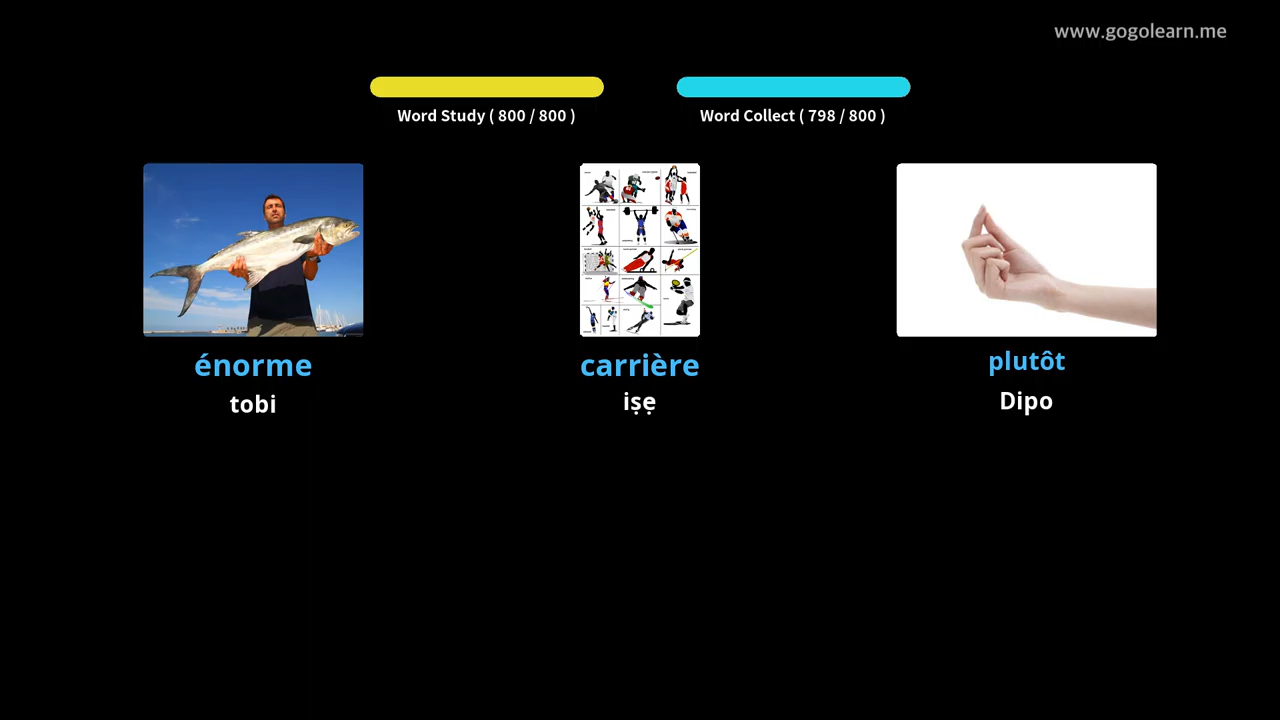 www.gogolearn.me
Word Study ( 800 / 800 )
Word Collect ( 798 / 800 )
énorme
carrière
plutôt
tobi
iṣẹ
Dipo